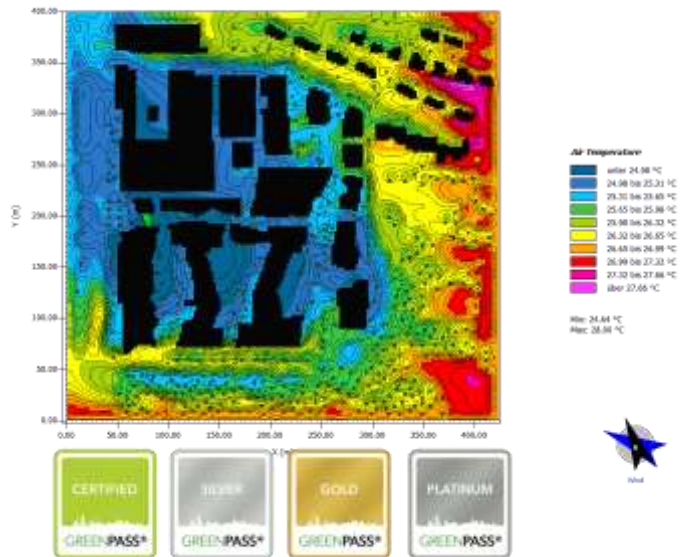 400.00
350.00
300.00
250.00
200.00
150.00
100.00
50.00
0.00
Y (m)
0.00 50.00 100.00 150.00 200.00 250.00 300.00 350.00 400.00
Air Temperature
unter 24.98 °C
24.98 bis 25.31 °C
25.31 bis 25.65 °C
25.65 bis 25.98 °C
25.98 bis 26.32 °C
26.32 bis 26.65 °C
26.65 bis 26.99 °C
26.99 bis 27.32 °C
27.32 bis 27.66 °C
über 27.66 °C
Min: 24.64 °C
Max: 28.00 °C
Wind
CERTIFIED
GREENPASS®
SILVER
GREENPASS®
GOLD
GREENPASS®
PLATINUM
GREENPASS®